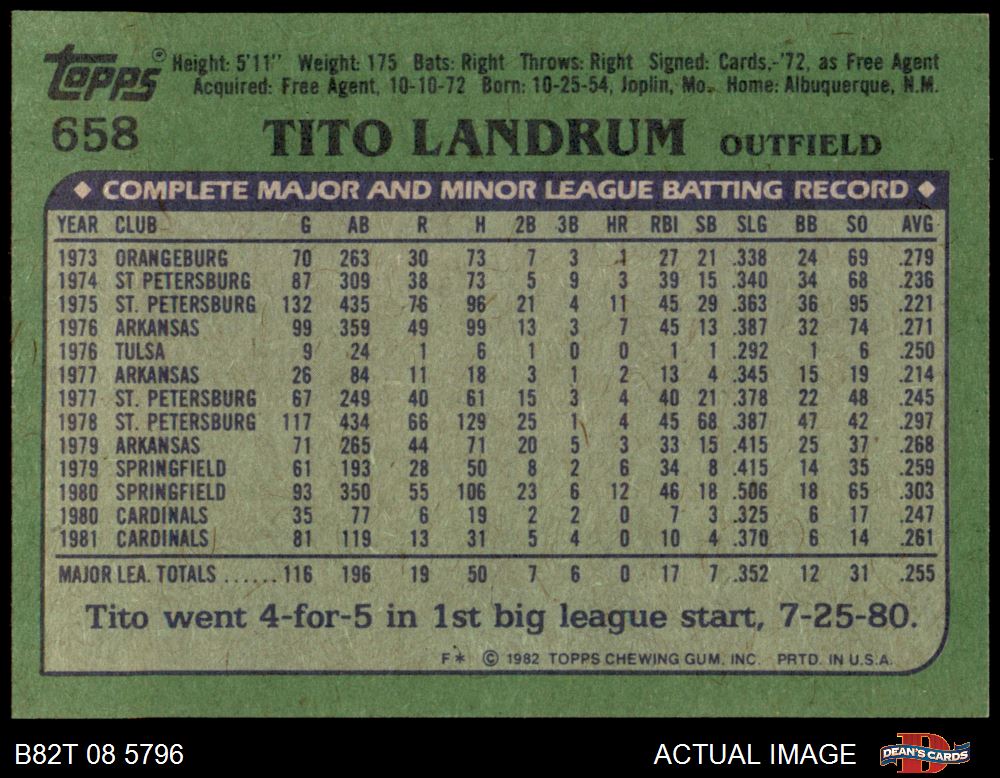 Topps® Height: 5'11" Weight: 175 Bats: Right Throws: Right Signed: Cards,-'72, as Free Agent
Acquired: Free Agent, 10-10-72 Born: 10-25-54, Joplin, Mo. Home: Albuquerque, N.M.
658 TITO LANDRUM OUTFIELD
◆ COMPLETE MAJOR AND MINOR LEAGUE BATTING RECORD ◆
YEAR CLUB G AB R H 2B 3B HR RBI SB SLG BB SO AVG
1973 ORANGEBURG 70 263 30 73 7 3 1 27 21 .338 24 69 .279
1974 ST PETERSBURG 87 309 38 73 5 9 3 39 15 .340 34 68 .236
1975 ST. PETERSBURG 132 435 76 96 21 4 11 45 29 .363 36 95 .221
1976 ARKANSAS 99 359 49 99 13 3 7 45 13 .387 32 74 .271
1976 TULSA 9 24 1 6 1 0 0 1 1 .292 1 6 .250
1977 ARKANSAS 26 84 11 18 3 1 2 13 4 .345 15 19 .214
1977 ST. PETERSBURG 67 249 40 61 15 3 4 40 21 .378 22 48 .245
1978 ST. PETERSBURG 117 434 66 129 25 1 4 45 68 .387 47 42 .297
1979 ARKANSAS 71 265 44 71 20 5 3 33 15 .415 25 37 .268
1979 SPRINGFIELD 61 193 28 50 8 2 6 34 8 .415 14 35 .259
1980 SPRINGFIELD 93 350 55 106 23 6 12 46 18 .506 18 65 .303
1980 CARDINALS 35 77 6 19 2 2 0 7 3 .325 6 17 .247
1981 CARDINALS 81 119 13 31 5 4 0 10 4 .370 6 14 .261
MAJOR LEA. TOTALS ......116 196 19 50 7 6 0 17 7 .352 12 31 .255
Tito went 4-for-5 in 1st big league start, 7-25-80.
F* © 1982 TOPPS CHEWING GUM, INC. PRTD. IN U.S.A.
B82T 08 5796 ACTUAL IMAGE D DEAN'S CARDS